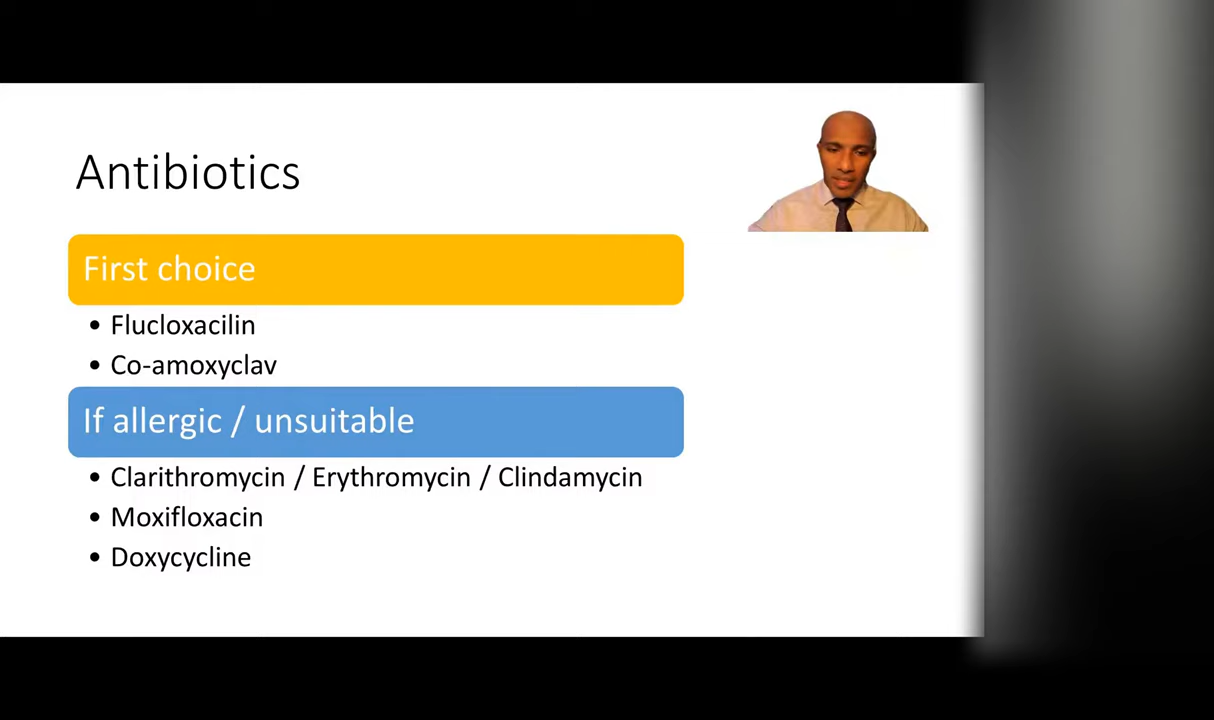 Antibiotics
First choice
• Flucloxacilin
• Co-amoxyclav
If allergic / unsuitable
• Clarithromycin / Erythromycin / Clindamycin
• Moxifloxacin
• Doxycycline